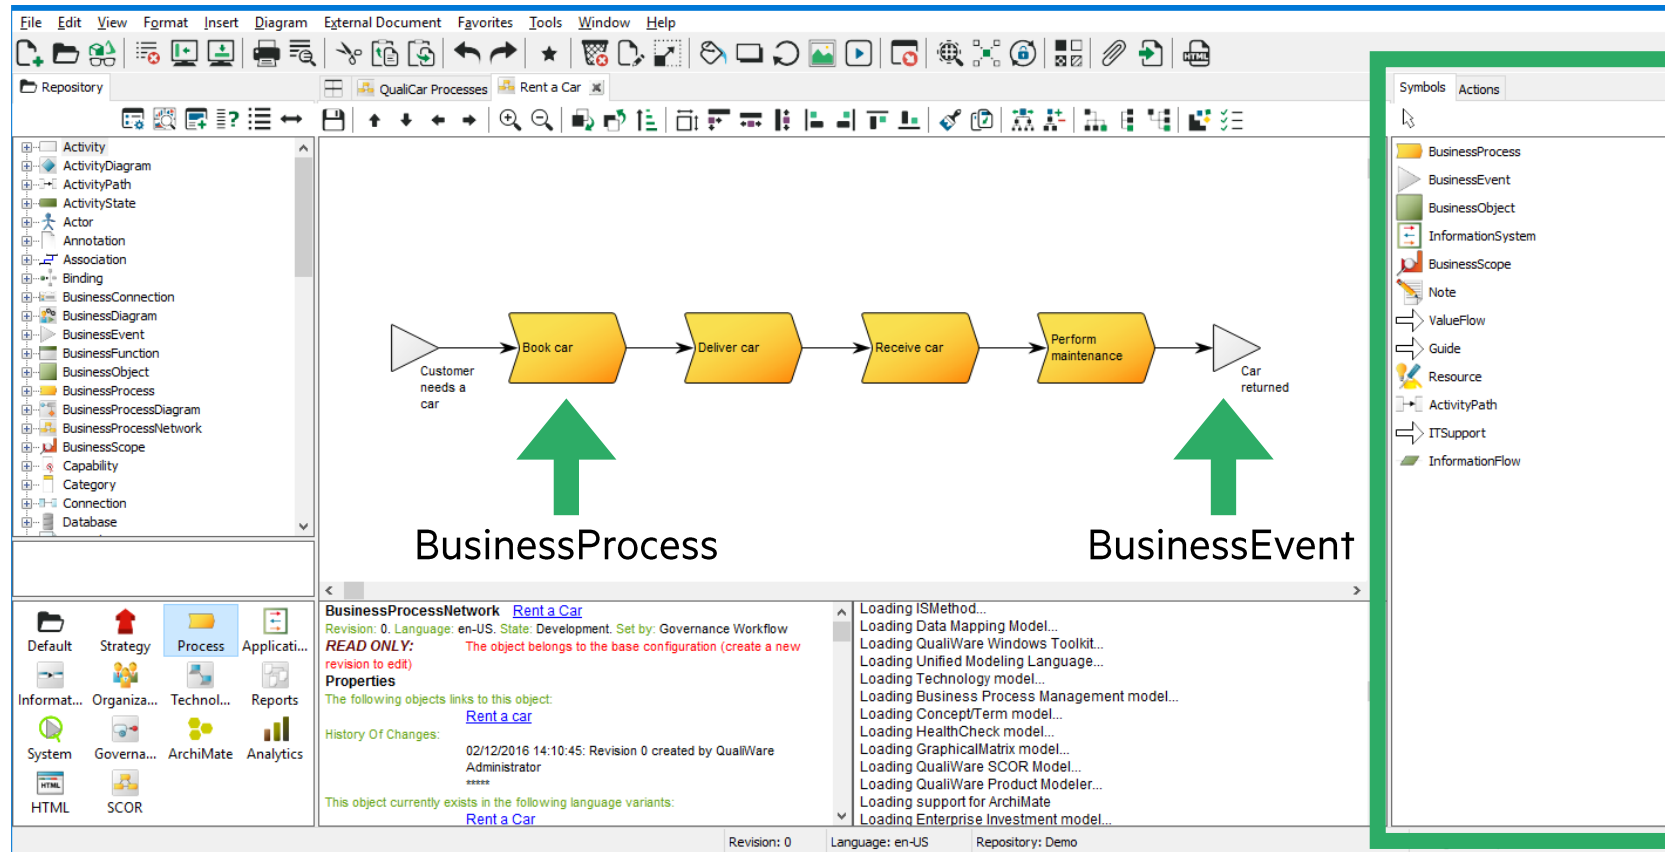 File Edit View Format Insert Diagram External Document Favorites Tools Window Help
HTML
Repository
QualiCar Processes
Rent a Car
Symbols
Actions
Activity
ActivityDiagram
ActivityPath
ActivityState
Actor
Annotation
Association
Binding
BusinessConnection
BusinessDiagram
BusinessEvent
BusinessFunction
BusinessObject
BusinessProcess
BusinessProcessDiagram
BusinessProcessNetwork
BusinessScope
Capability
Category
Connection
Database
Customer
needs a
car
Book car
Deliver car
Receive car
Perform
maintenance
Car
returned
BusinessProcess
BusinessEvent
BusinessProcess
BusinessEvent
BusinessObject
InformationSystem
BusinessScope
Note
ValueFlow
Guide
Resource
ActivityPath
ITSupport
InformationFlow
Default
Strategy
Process
Applicati...
Informat...
Organiza...
Technol...
Reports
System
Governa...
ArchiMate
Analytics
HTML
HTML
SCOR
BusinessProcessNetwork Rent a Car
Revision: 0. Language: en-US. State: Development. Set by: Governance Workflow
READ ONLY: The object belongs to the base configuration (create a new
revision to edit)
Properties
The following objects links to this object:
Rent a car
History Of Changes:
02/12/2016 14:10:45: Revision 0 created by QualiWare
Administrator
*****
This object currently exists in the following language variants:
Rent a Car
Loading ISMethod...
Loading Data Mapping Model...
Loading QualiWare Windows Toolkit...
Loading Unified Modeling Language...
Loading Technology model...
Loading Business Process Management model...
Loading Concept/Term model...
Loading HealthCheck model...
Loading GraphicalMatrix model...
Loading QualiWare SCOR Model...
Loading QualiWare Product Modeler...
Loading support for ArchiMate
Loading Enterprise Investment model...
Revision: 0
Language: en-US
Repository: Demo